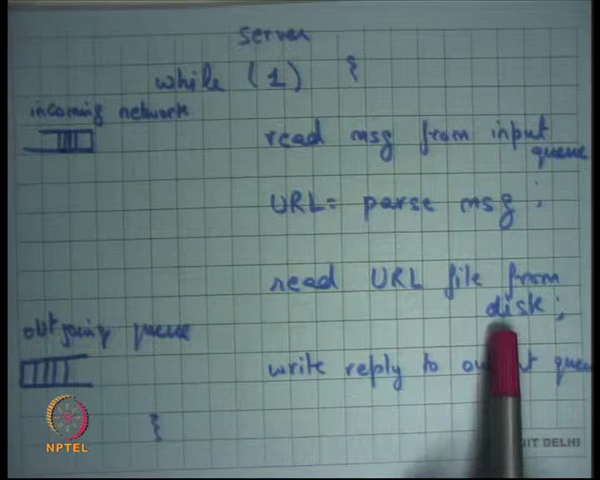 server
while (1) {
incoming network
read msg from input
queue
URL= parse msg ;
read URL file from
disk ;
outgoing queue
write reply to queue
}
NPTEL
IIT DELHI